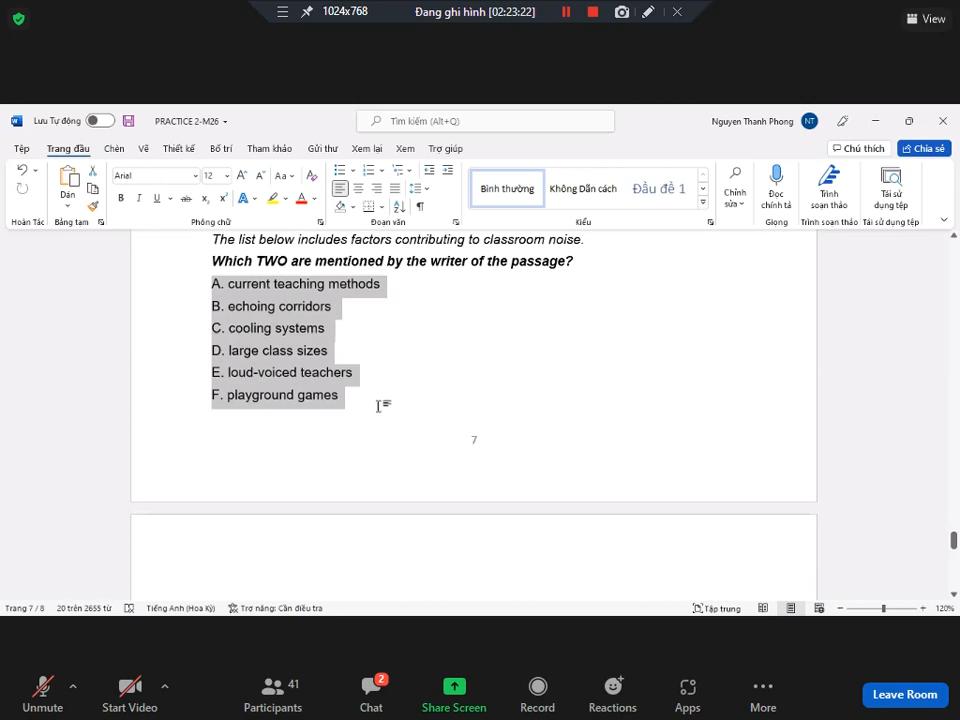 1024x768 Đang ghi hình [02:23:22]
View
Lưu Tự động PRACTICE 2-M26 Tìm kiếm (Alt+Q) Nguyen Thanh Phong NT
Tệp Trang đầu Chèn Vẽ Thiết kế Bố trí Tham khảo Gửi thư Xem lại Xem Trợ giúp Chú thích Chia sẻ
Arial 12
Dán
Bình thường Không Dãn cách Đầu đề 1
Chỉnh sửa
Đọc chính tả
Trình soạn thảo
Tái sử dụng tệp
Hoàn Tác Bảng tạm Phông chữ Đoạn văn Kiểu Giọng Trình soạn thảo Tái sử dụng tệp
The list below includes factors contributing to classroom noise.
Which TWO are mentioned by the writer of the passage?
A. current teaching methods
B. echoing corridors
C. cooling systems
D. large class sizes
E. loud-voiced teachers
F. playground games
7
Trang 7 / 8 20 trên 2655 từ Tiếng Anh (Hoa Kỳ) Trợ năng: Cần điều tra Tập trung 120%
41 2
Unmute Start Video Participants Chat Share Screen Record Reactions Apps More Leave Room